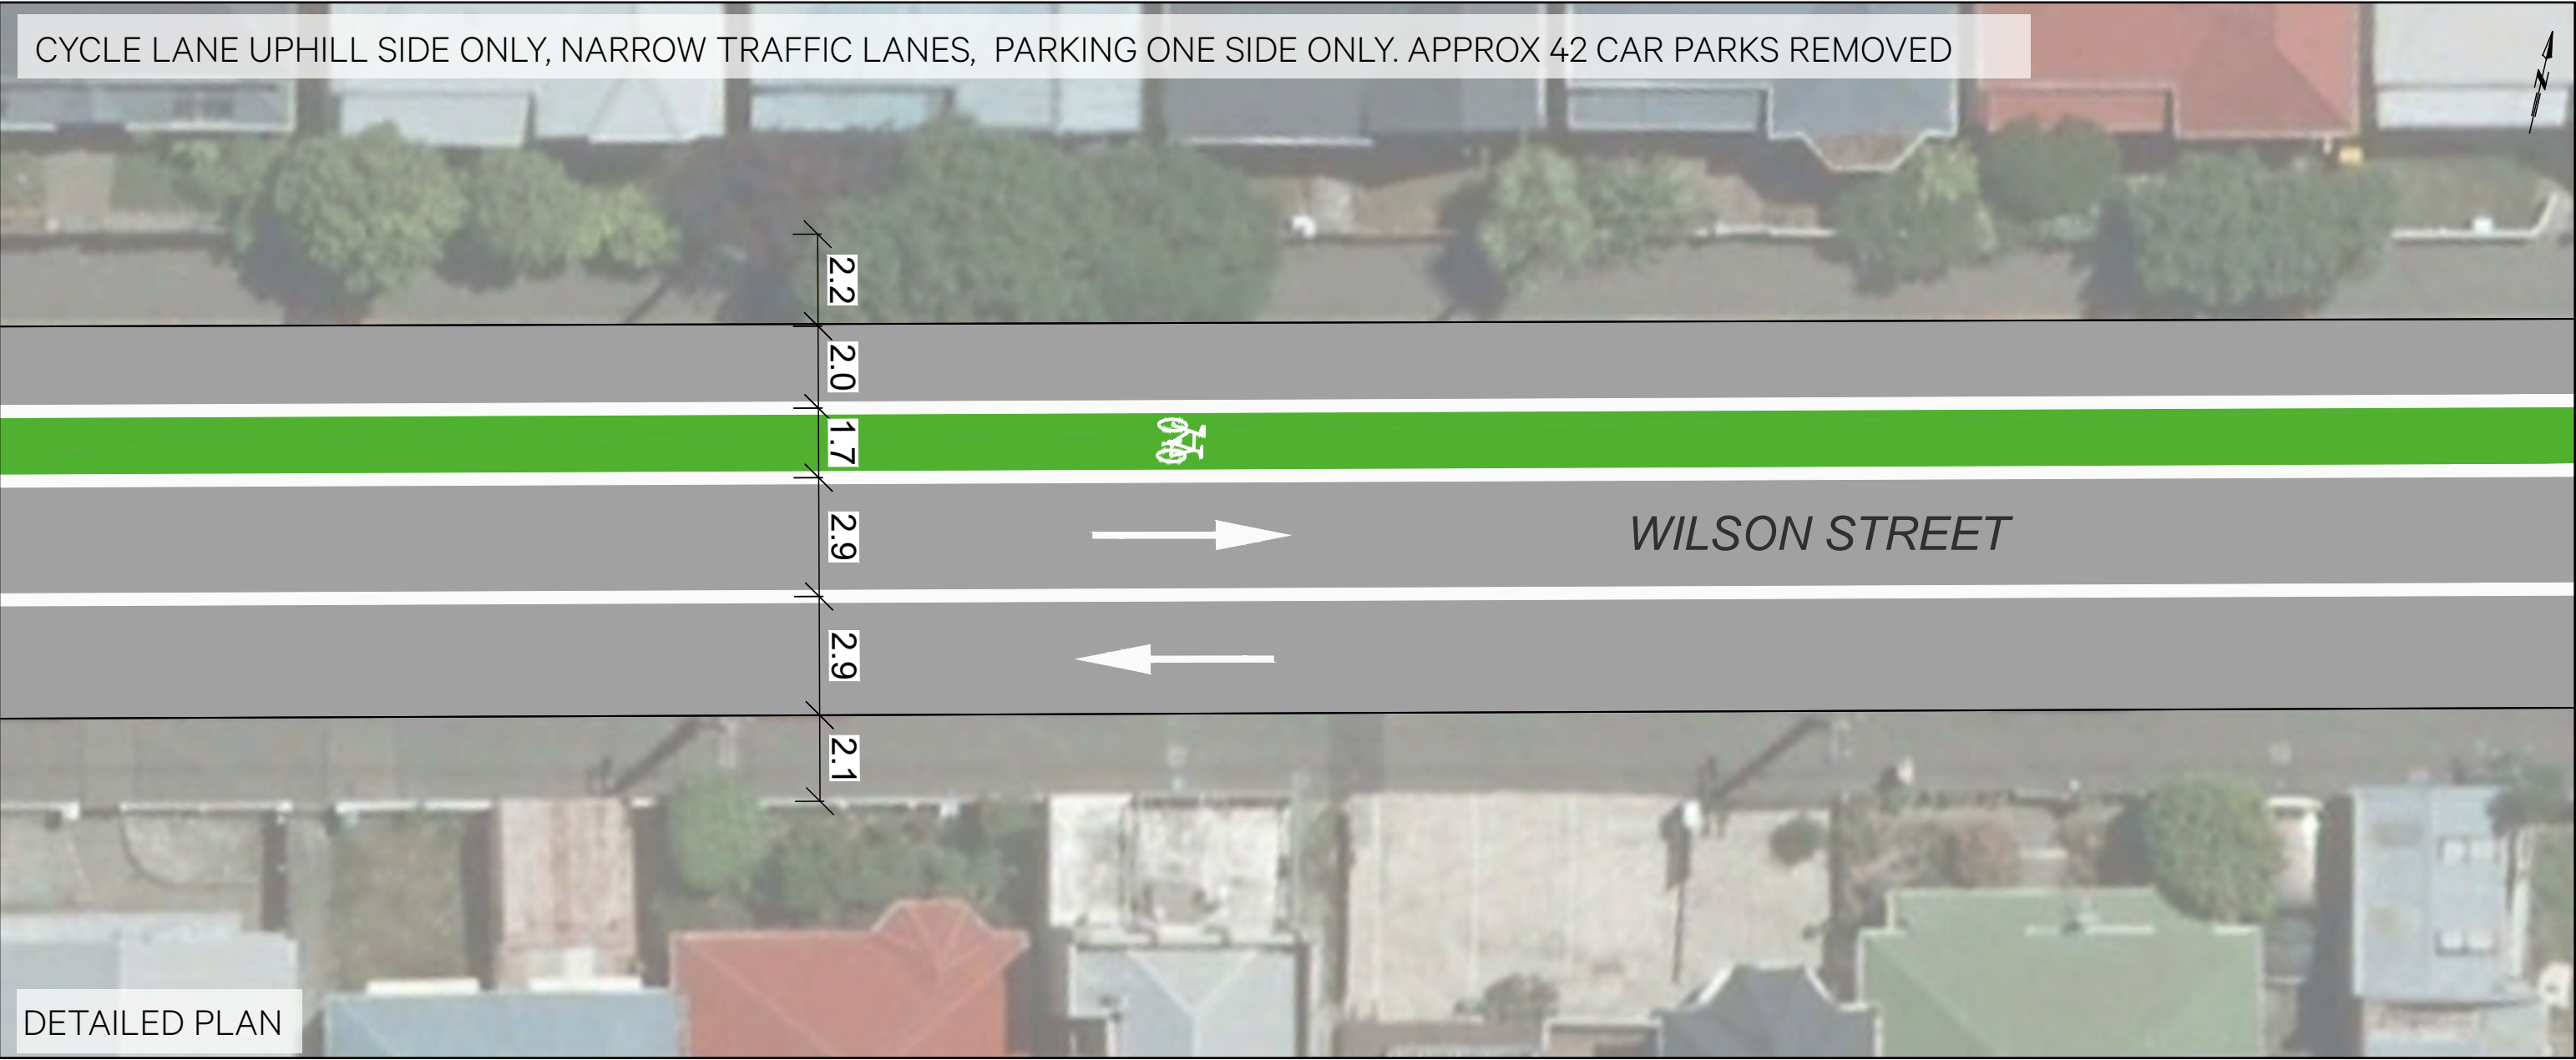 CYCLE LANE UPHILL SIDE ONLY, NARROW TRAFFIC LANES, PARKING ONE SIDE ONLY. APPROX 42 CAR PARKS REMOVED
N
2.2
2.0
1.7
2.9
WILSON STREET
2.9
2.1
DETAILED PLAN